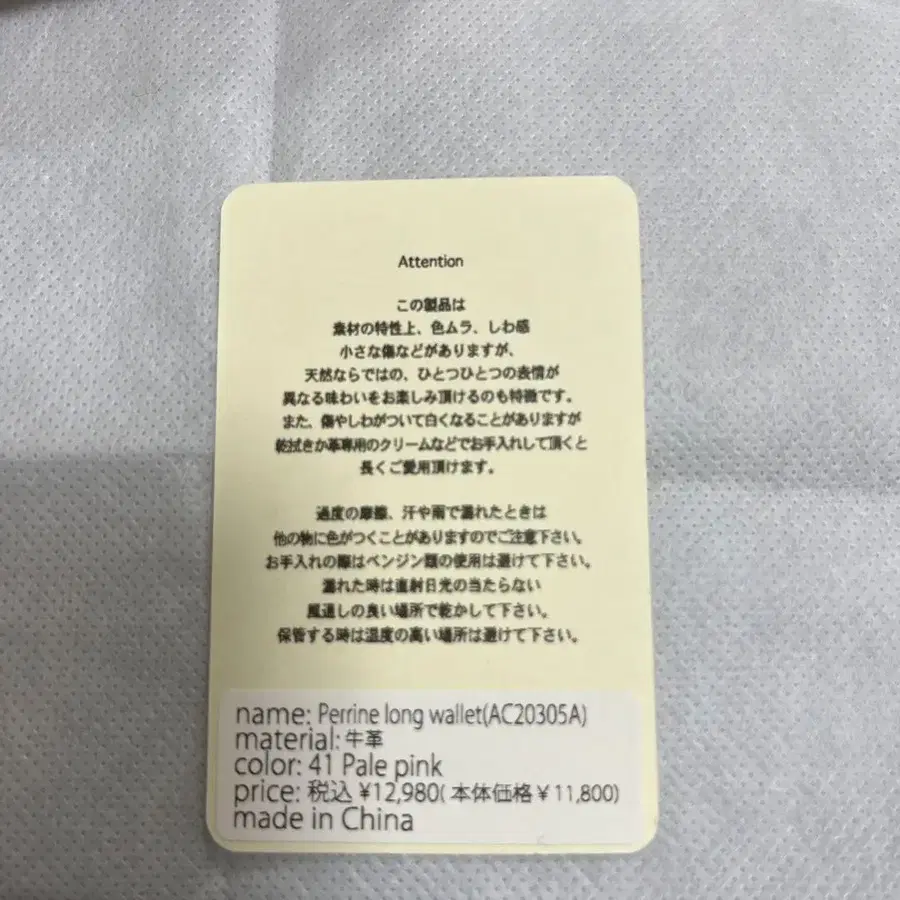 Attention
この製品は
素材の特性上、色ムラ、しわ感
小さな傷などがありますが、
天然ならではの、ひとつひとつの表情が
異なる味わいをお楽しみ頂けるのも特徴です。
また、傷やしわがついて白くなることがありますが
乾拭きか革専用のクリームなどでお手入れして頂くと
長くご愛用頂けます。
過度の摩擦、汗や雨で濡れたときは
他の物に色がつくことがありますのでご注意下さい。
お手入れの際はベンジン類の使用は避けて下さい。
濡れた時は直射日光の当たらない
風通しの良い場所で乾かして下さい。
保管する時は温度の高い場所は避けて下さい。
name: Perrine long wallet(AC20305A)
material: 牛革
color: 41 Pale pink
price: 税込 ¥12,980( 本体価格 ¥ 11,800)
made in China